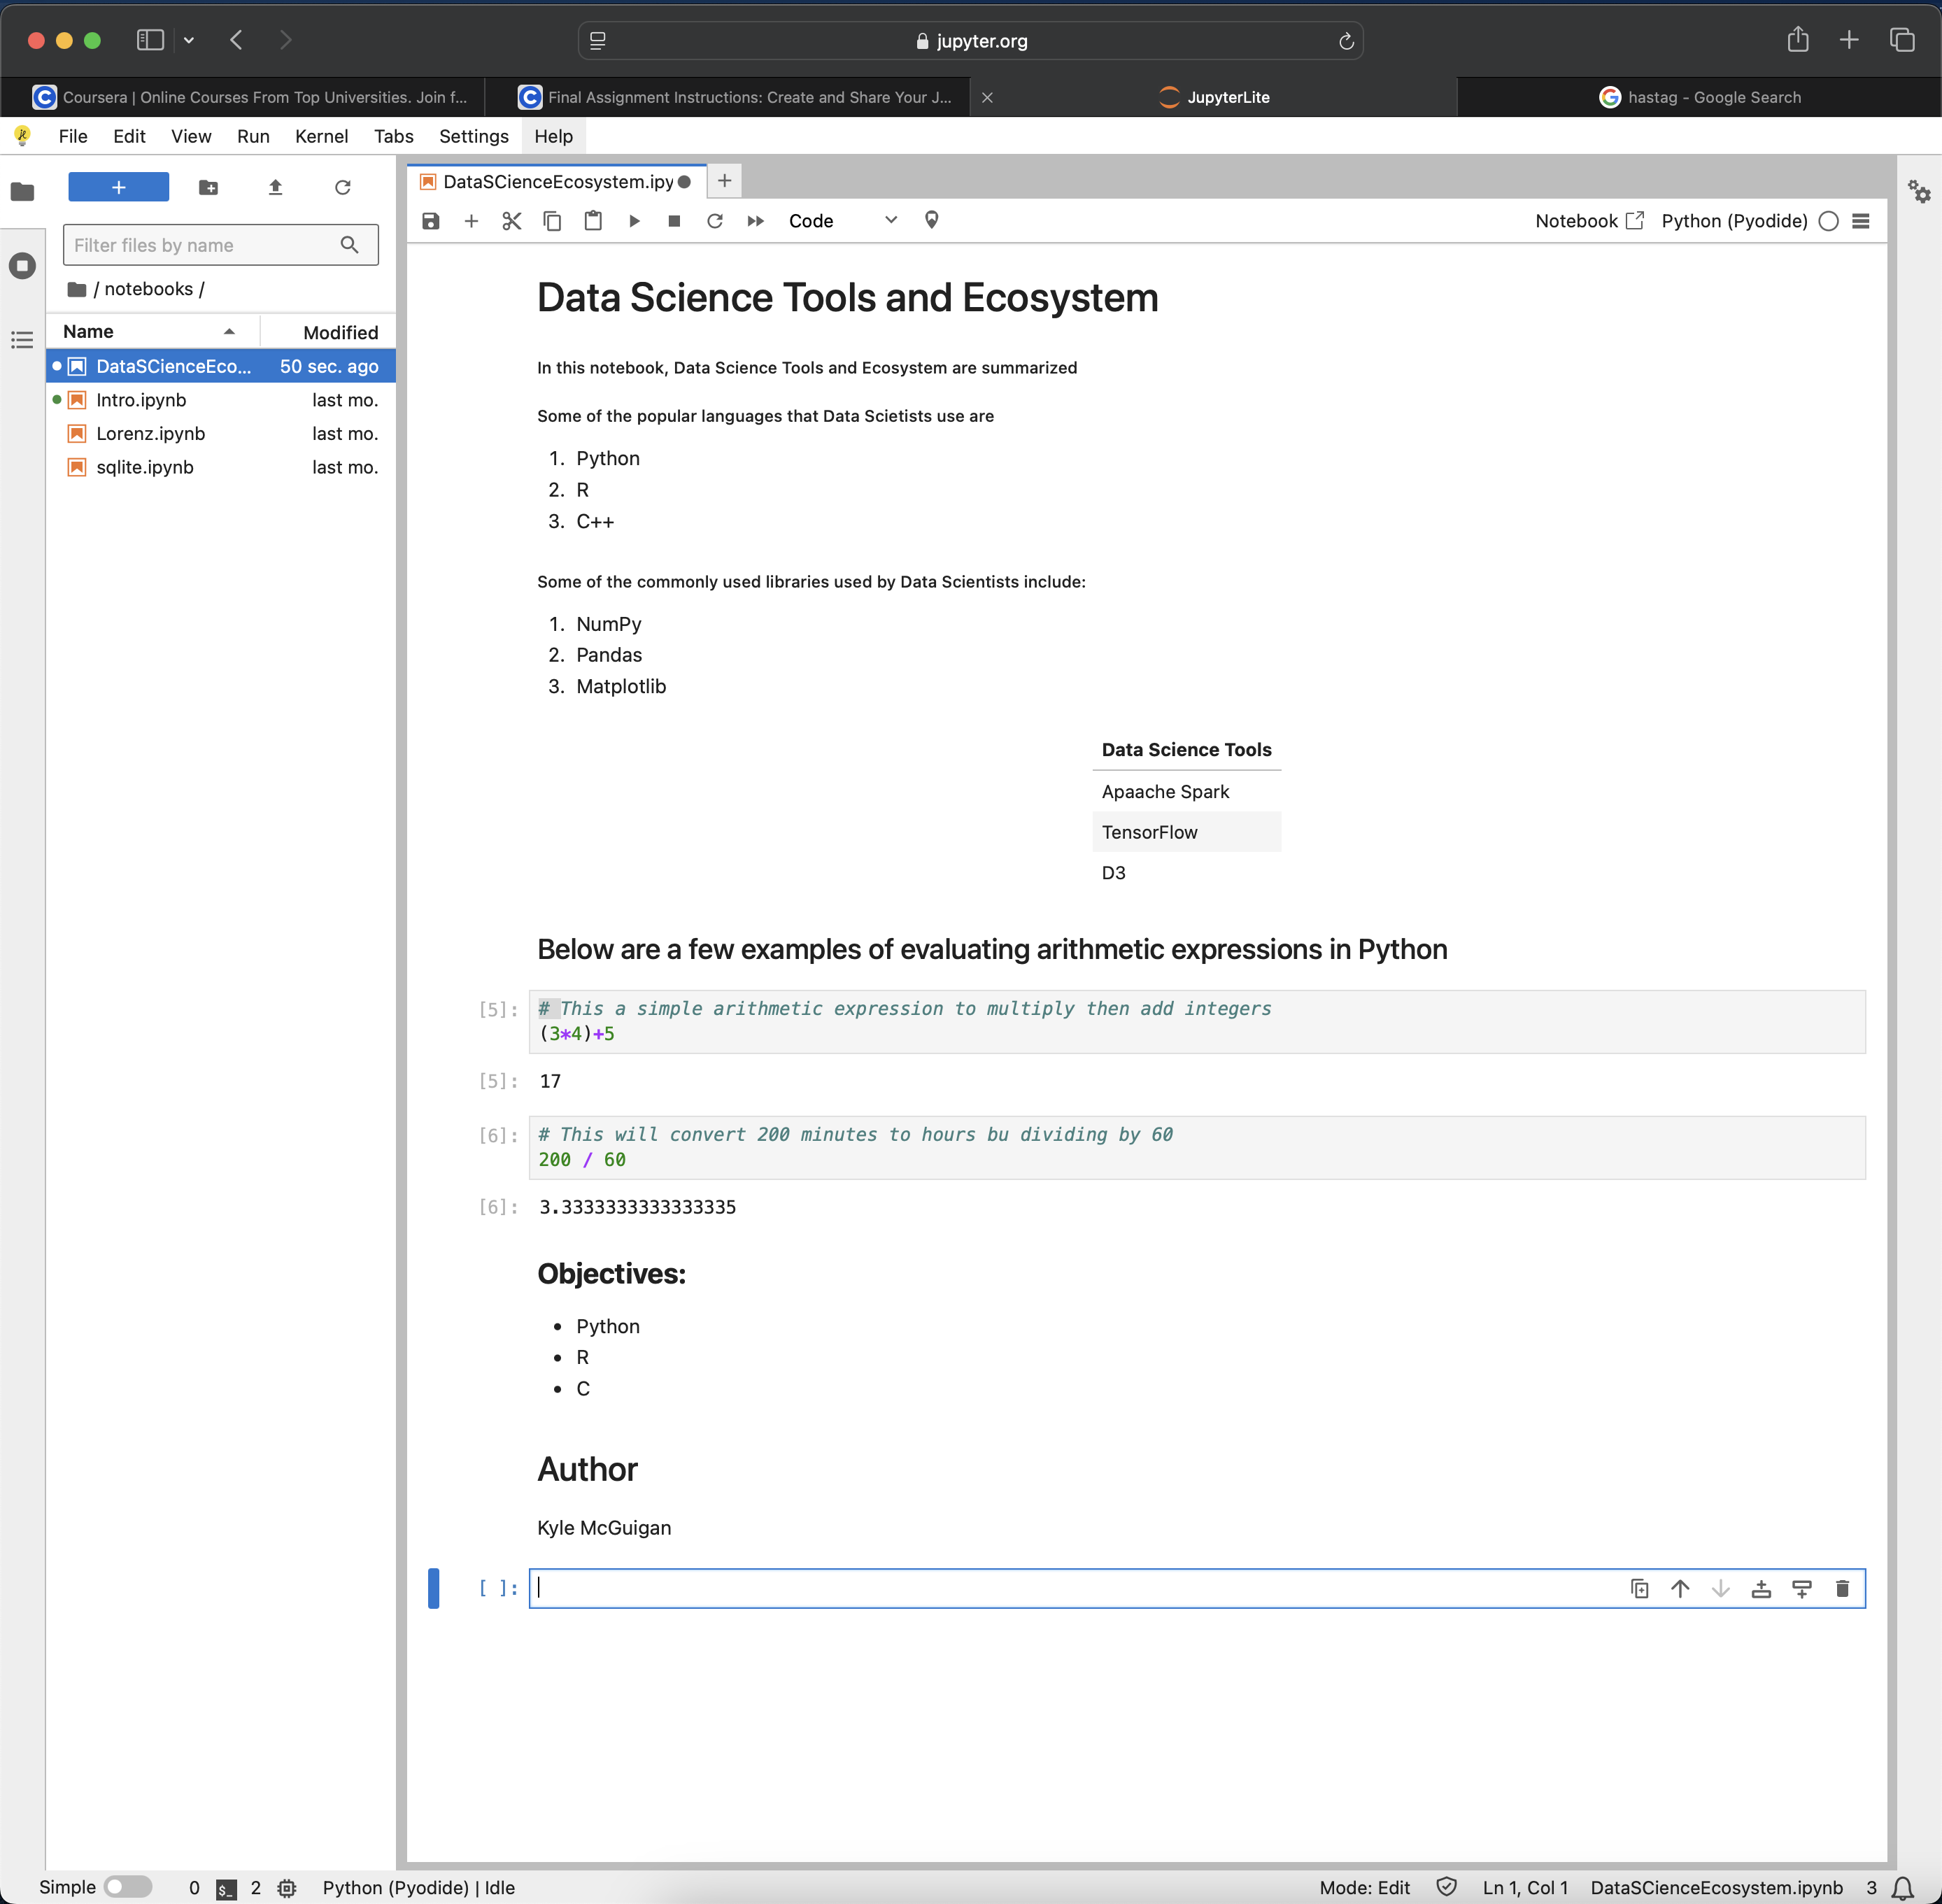 jupyter.org
Coursera | Online Courses From Top Universities. Join f...
Final Assignment Instructions: Create and Share Your J...
JupyterLite
hastag - Google Search
File Edit View Run Kernel Tabs Settings Help
DataSCienceEcosystem.ipy
Filter files by name
/ notebooks /
Name Modified
DataSCienceEco... 50 sec. ago
Intro.ipynb last mo.
Lorenz.ipynb last mo.
sqlite.ipynb last mo.
Code
Notebook Python (Pyodide)
Data Science Tools and Ecosystem
In this notebook, Data Science Tools and Ecosystem are summarized
Some of the popular languages that Data Scietists use are
1. Python
2. R
3. C++
Some of the commonly used libraries used by Data Scientists include:
1. NumPy
2. Pandas
3. Matplotlib
Data Science Tools
Apaache Spark
TensorFlow
D3
Below are a few examples of evaluating arithmetic expressions in Python
[5]: # This a simple arithmetic expression to multiply then add integers
(3*4)+5
[5]: 17
[6]: # This will convert 200 minutes to hours bu dividing by 60
200 / 60
[6]: 3.3333333333333335
Objectives:
• Python
• R
• C
Author
Kyle McGuigan
[ ]:
Simple 0 $_ 2 Python (Pyodide) | Idle
Mode: Edit Ln 1, Col 1 DataSCienceEcosystem.ipynb 3